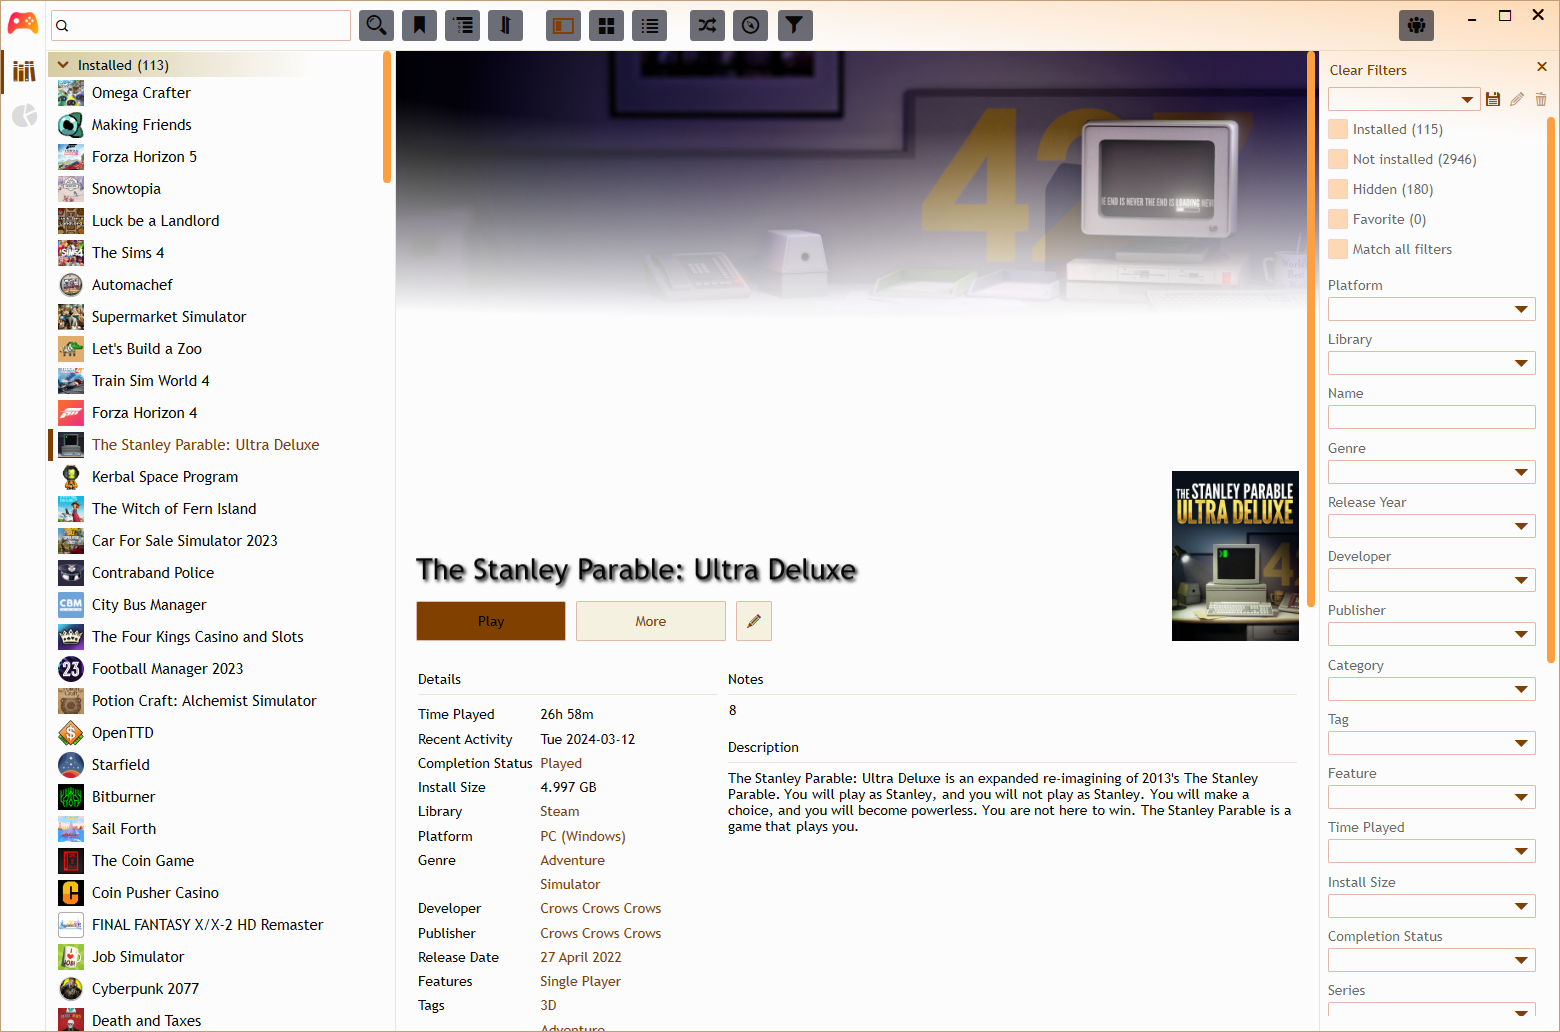 Installed (113)
Omega Crafter
Making Friends
Forza Horizon 5
Snowtopia
Luck be a Landlord
The Sims 4
Automachef
Supermarket Simulator
Let's Build a Zoo
Train Sim World 4
Forza Horizon 4
The Stanley Parable: Ultra Deluxe
Kerbal Space Program
The Witch of Fern Island
Car For Sale Simulator 2023
Contraband Police
CBM
City Bus Manager
The Four Kings Casino and Slots
23
Football Manager 2023
Potion Craft: Alchemist Simulator
OpenTTD
Starfield
Bitburner
Sail Forth
The Coin Game
Coin Pusher Casino
FINAL FANTASY X/X-2 HD Remaster
Job Simulator
Cyberpunk 2077
Death and Taxes
427
E END IS NEVER THE END IS LOADING NEVE
THE STANLEY PARABLE
ULTRA DELUXE
The Stanley Parable: Ultra Deluxe
Play
More
Details
Time Played 26h 58m
Recent Activity Tue 2024-03-12
Completion Status Played
Install Size 4.997 GB
Library Steam
Platform PC (Windows)
Genre Adventure
Simulator
Developer Crows Crows Crows
Publisher Crows Crows Crows
Release Date 27 April 2022
Features Single Player
Tags 3D
Adventure
Notes
8
Description
The Stanley Parable: Ultra Deluxe is an expanded re-imagining of 2013's The Stanley
Parable. You will play as Stanley, and you will not play as Stanley. You will make a
choice, and you will become powerless. You are not here to win. The Stanley Parable is a
game that plays you.
Clear Filters
Installed (115)
Not installed (2946)
Hidden (180)
Favorite (0)
Match all filters
Platform
Library
Name
Genre
Release Year
Developer
Publisher
Category
Tag
Feature
Time Played
Install Size
Completion Status
Series